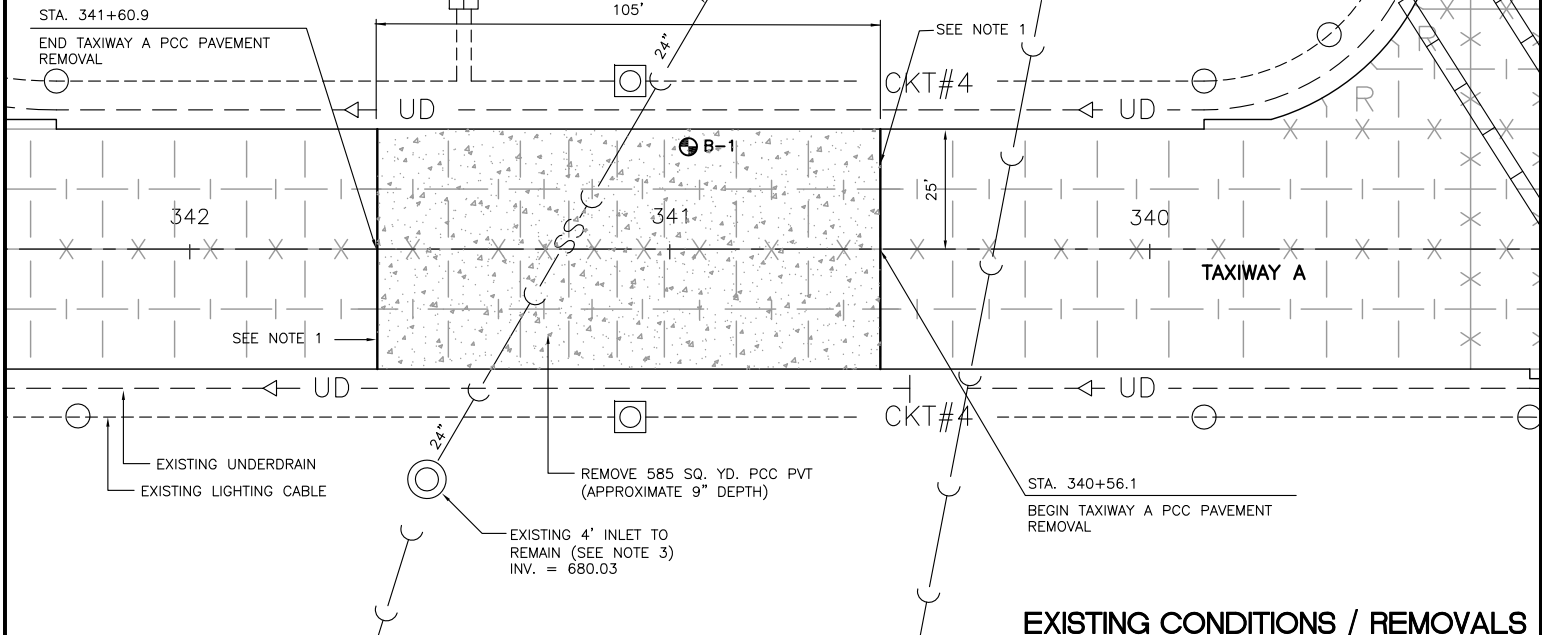 STA. 341+60.9
END TAXIWAY A PCC PAVEMENT
REMOVAL
105'
24"
SEE NOTE 1
CKT#4
UD
UD
R
R
B-1
25'
342
SS
341
340
TAXIWAY A
SEE NOTE 1
UD
UD
CKT#4
24"
EXISTING UNDERDRAIN
EXISTING LIGHTING CABLE
REMOVE 585 SQ. YD. PCC PVT
(APPROXIMATE 9" DEPTH)
STA. 340+56.1
BEGIN TAXIWAY A PCC PAVEMENT
REMOVAL
EXISTING 4' INLET TO
REMAIN (SEE NOTE 3)
INV. = 680.03
EXISTING CONDITIONS / REMOVALS